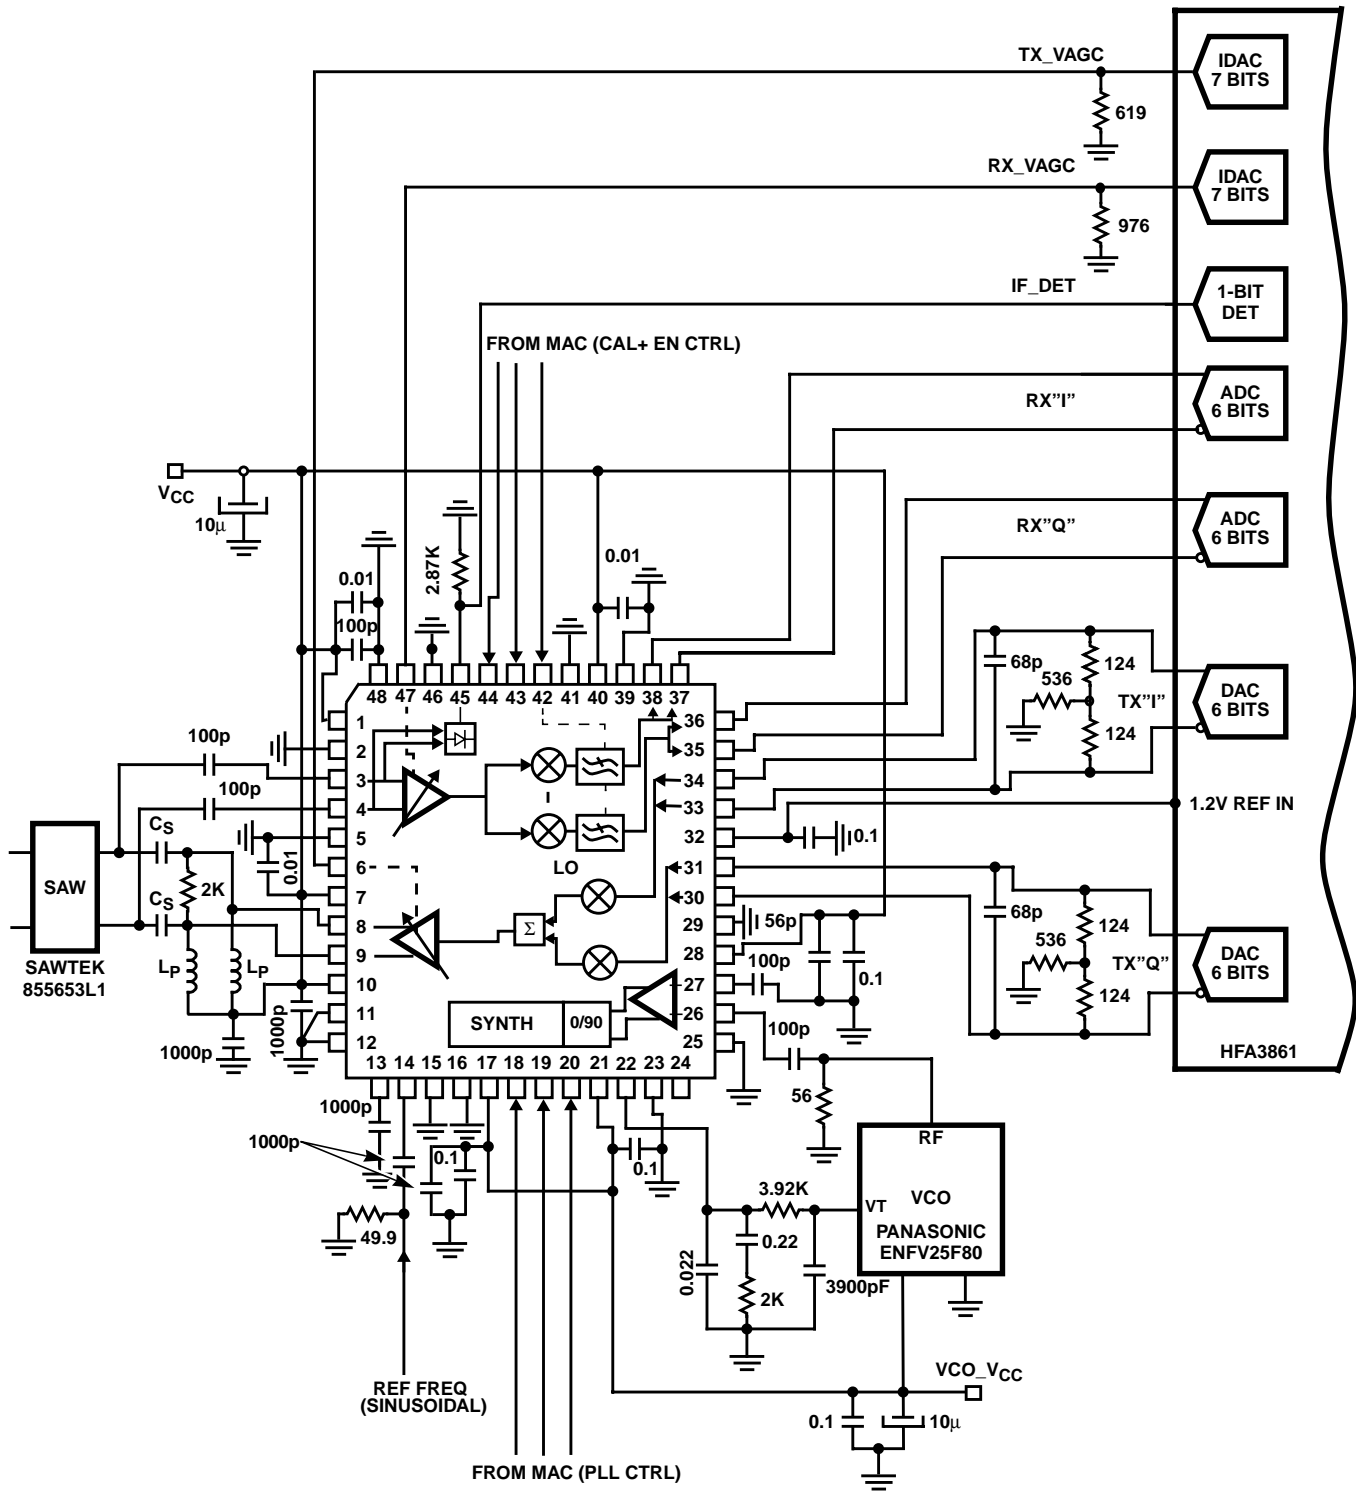 TX_VAGC
IDAC
7 BITS
619
RX_VAGC
IDAC
7 BITS
976
IF_DET
1-BIT
DET
FROM MAC (CAL+ EN CTRL)
RX"I"
ADC
6 BITS
VCC
10μ
RX"Q"
ADC
6 BITS
2.87K
0.01
0.01
100p
68p
124
536
TX"I"
124
DAC
6 BITS
48 47 46 45 44 43 42 41 40 39 38 37
1
2
3
4
5
6
7
8
9
10
11
12
36
35
34
33
32
31
30
29
28
27
26
25
13 14 15 16 17 18 19 20 21 22 23 24
100p
100p
1.2V REF IN
0.1
CS
CS
SAW
2K
0.01
LO
Σ
SAWTEK
855653L1
LP
LP
56p
100p
0.1
68p
124
536
TX"Q"
124
DAC
6 BITS
SYNTH
0/90
1000p
1000p
100p
56
HFA3861
1000p
1000p
0.1
0.1
49.9
RF
VT
VCO
PANASONIC
ENFV25F80
3.92K
0.22
0.022
2K
3900pF
REF FREQ
(SINUSOIDAL)
VCO_VCC
0.1
10μ
FROM MAC (PLL CTRL)